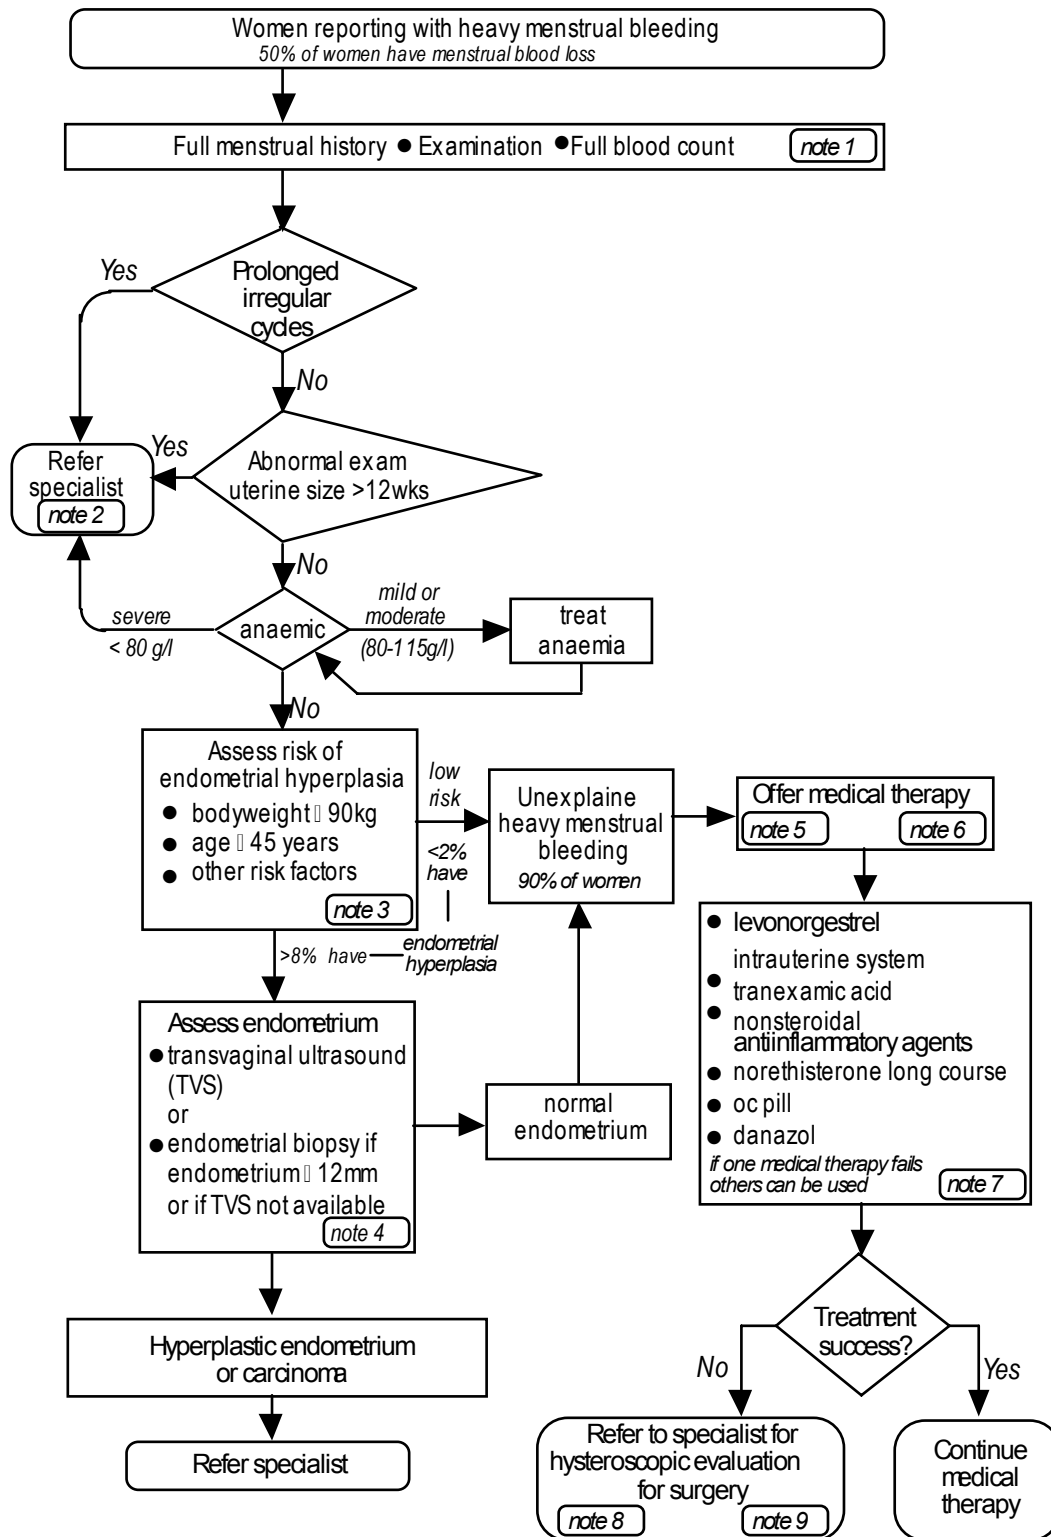 Women reporting with heavy menstrual bleeding
50% of women have menstrual blood loss
Full menstrual history ● Examination ● Full blood count
note 1
Yes
Prolonged
irregular
cycles
No
Refer
specialist
note 2
Yes
Abnormal exam
uterine size >12wks
No
severe
< 80 g/l
anaemic
mild or
moderate
(80-115g/l)
treat
anaemia
No
Assess risk of
endometrial hyperplasia
● bodyweight ▯ 90kg
● age ▯ 45 years
● other risk factors
note 3
low
risk
<2%
have
endometrial
hyperplasia
>8% have
Unexplaine
heavy menstrual
bleeding
90% of women
Offer medical therapy
note 5
note 6
● levonorgestrel
intrauterine system
● tranexamic acid
● nonsteroidal
antiinflammatory agents
● norethisterone long course
● oc pill
● danazol
if one medical therapy fails
others can be used
note 7
Assess endometrium
● transvaginal ultrasound
(TVS)
or
● endometrial biopsy if
endometrium ▯ 12mm
or if TVS not available
note 4
normal
endometrium
Hyperplastic endometrium
or carcinoma
Refer specialist
Treatment
success?
No
Yes
Refer to specialist for
hysteroscopic evaluation
for surgery
note 8
note 9
Continue
medical
therapy